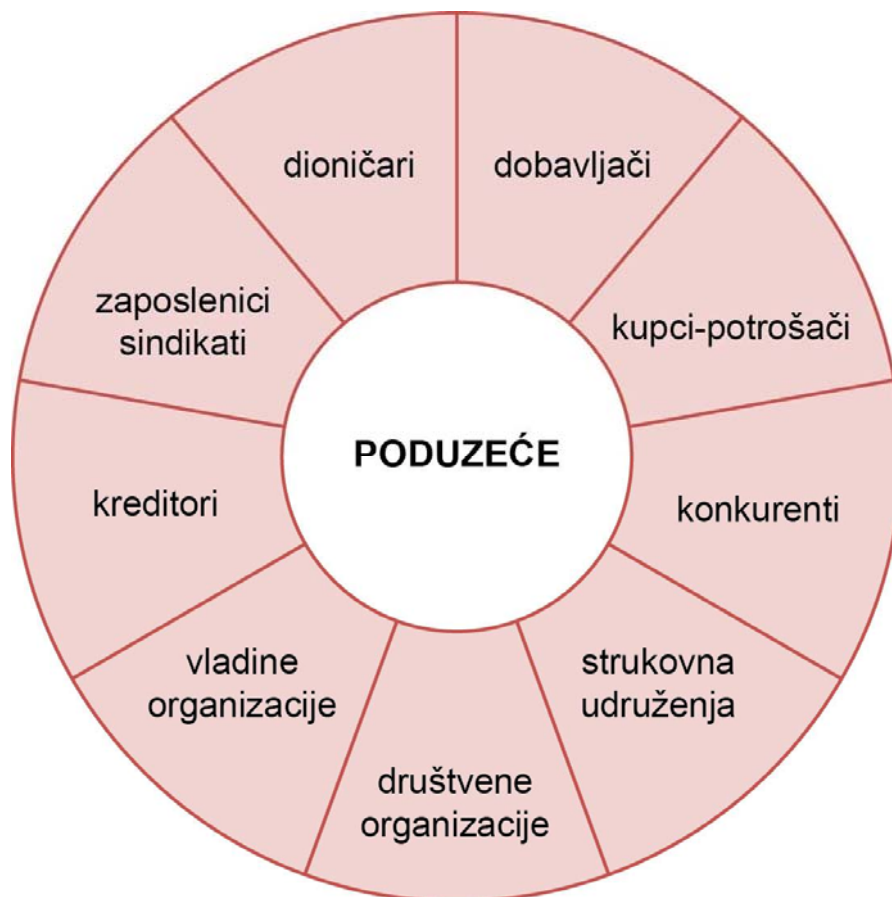 dioničari
dobavljači
kupci-potrošači
konkurenti
strukovna
udruženja
društvene
organizacije
vladine
organizacije
kreditori
zaposlenici
sindikati
PODUZEĆE